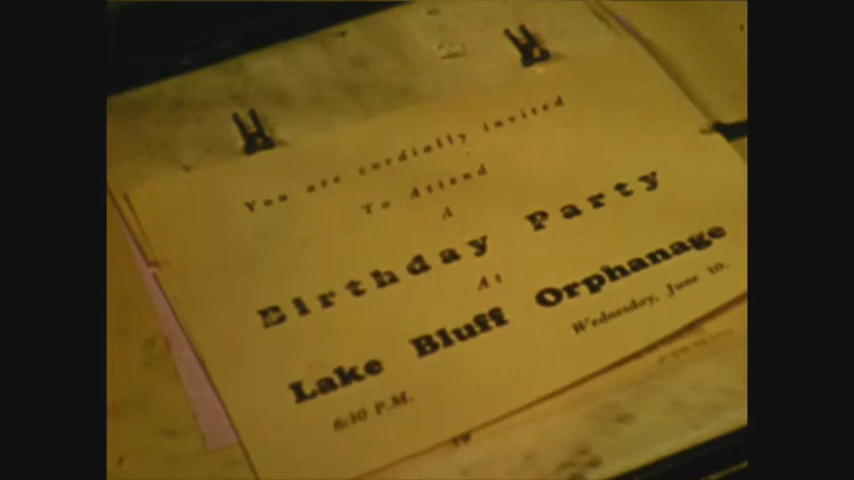 You are cordially invited
To Attend
A
Birthday Party
At
Lake Bluff Orphanage
Wednesday, June 10.
6:30 P.M.